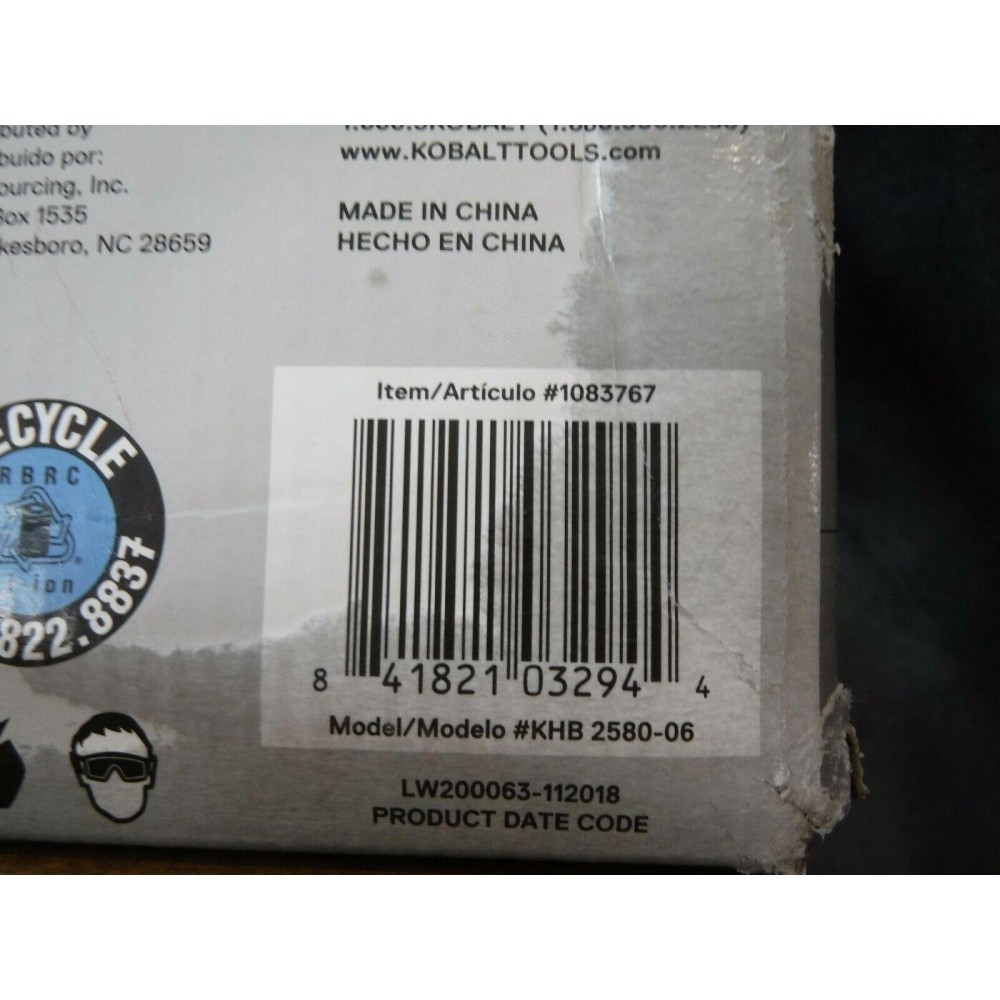 buted by
buido por:
ourcing, Inc.
Box 1535
kesboro, NC 28659
www.KOBALTTOOLS.com
MADE IN CHINA
HECHO EN CHINA
ECYCLE
RBRC
i-ion
822.8837
Item/Artículo #1083767
8 41821 03294 4
Model/Modelo #KHB 2580-06
LW200063-112018
PRODUCT DATE CODE